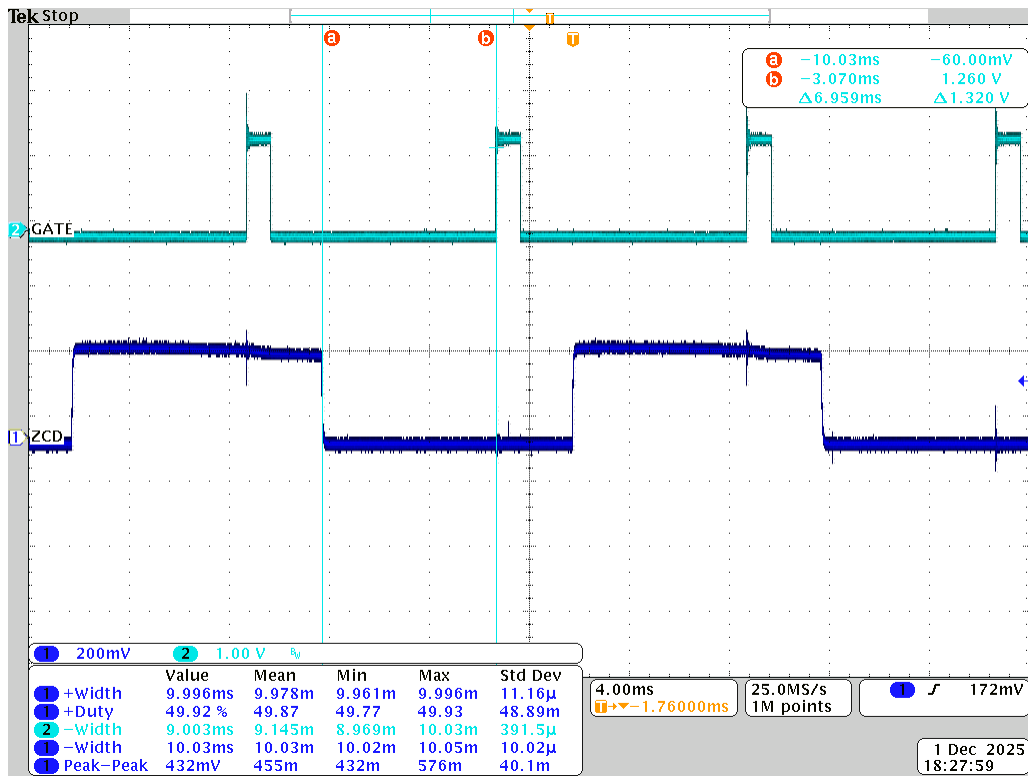 Tek Stop
T
a b T
a −10.03ms −60.00mV
b −3.070ms 1.260 V
Δ6.959ms Δ1.320 V
2 GATE
1 ZCD
1 200mV 2 1.00 V BW
Value Mean Min Max Std Dev
1 +Width 9.996ms 9.978m 9.961m 9.996m 11.16µ
1 +Duty 49.92 % 49.87 49.77 49.93 48.89m
2 −Width 9.003ms 9.145m 8.969m 10.03m 391.5µ
1 −Width 10.03ms 10.03m 10.02m 10.05m 10.02µ
1 Peak−Peak 432mV 455m 432m 576m 40.1m
4.00ms
T→▼−1.76000ms
25.0MS/s
1M points
1 172mV
1 Dec 2025
18:27:59